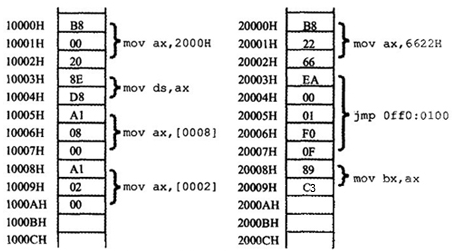 10000H B8
10001H 00 mov ax,2000H
10002H 20
10003H 8E mov ds,ax
10004H D8
10005H A1
10006H 08 mov ax,[0008]
10007H 00
10008H A1
10009H 02 mov ax,[0002]
1000AH 00
1000BH
1000CH
20000H B8
20001H 22 mov ax,6622H
20002H 66
20003H EA
20004H 00
20005H 01 jmp 0ff0:0100
20006H F0
20007H 0F
20008H 89 mov bx,ax
20009H C3
2000AH
2000BH
2000CH